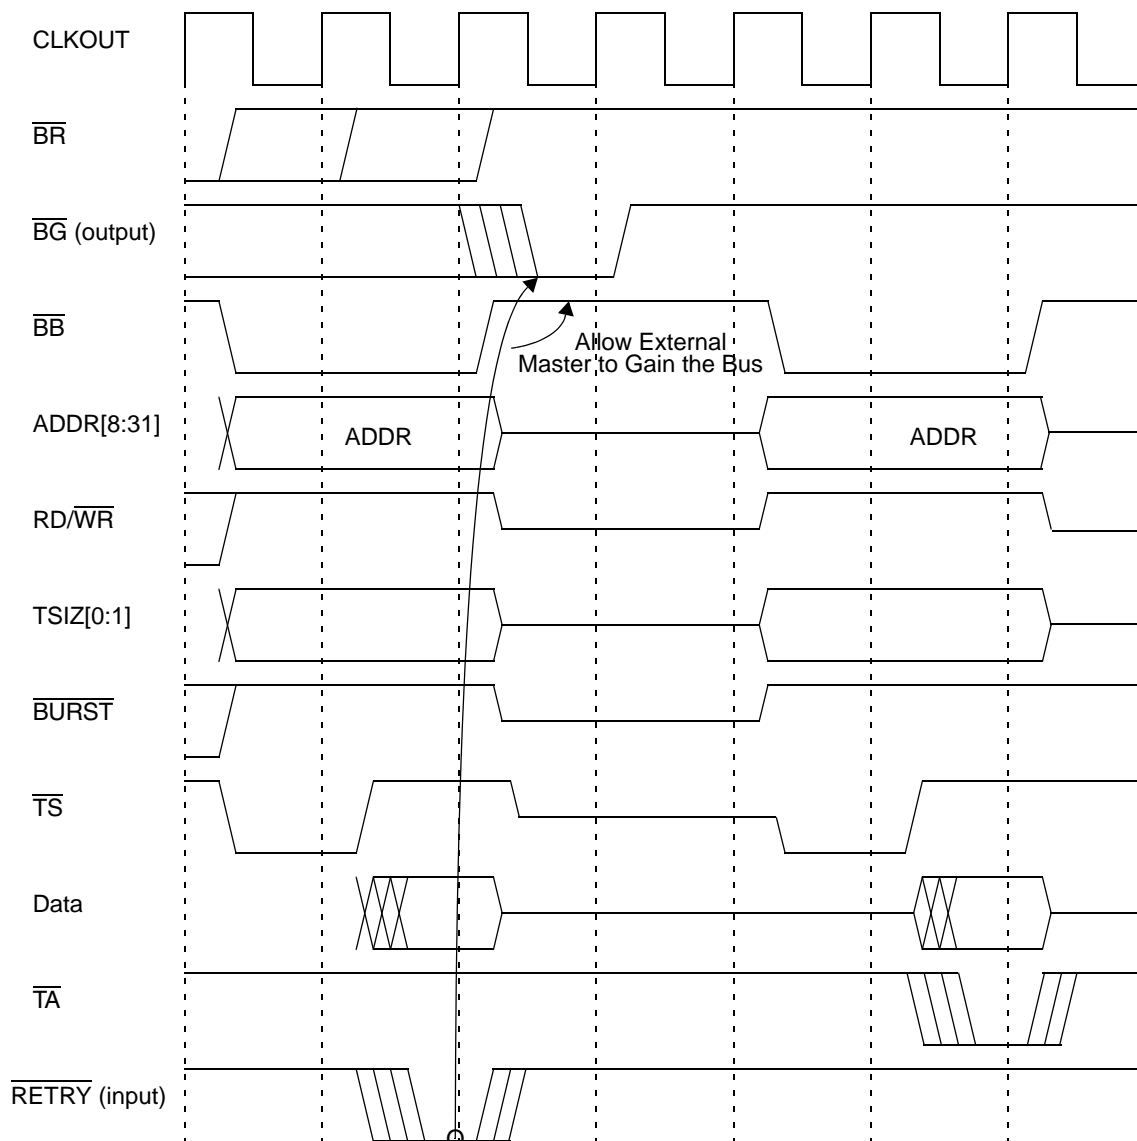 CLKOUT
BR
BG (output)
BB
Allow External
Master to Gain the Bus
ADDR[8:31]
ADDR
ADDR
RD/WR
TSIZ[0:1]
BURST
TS
Data
TA
RETRY (input)